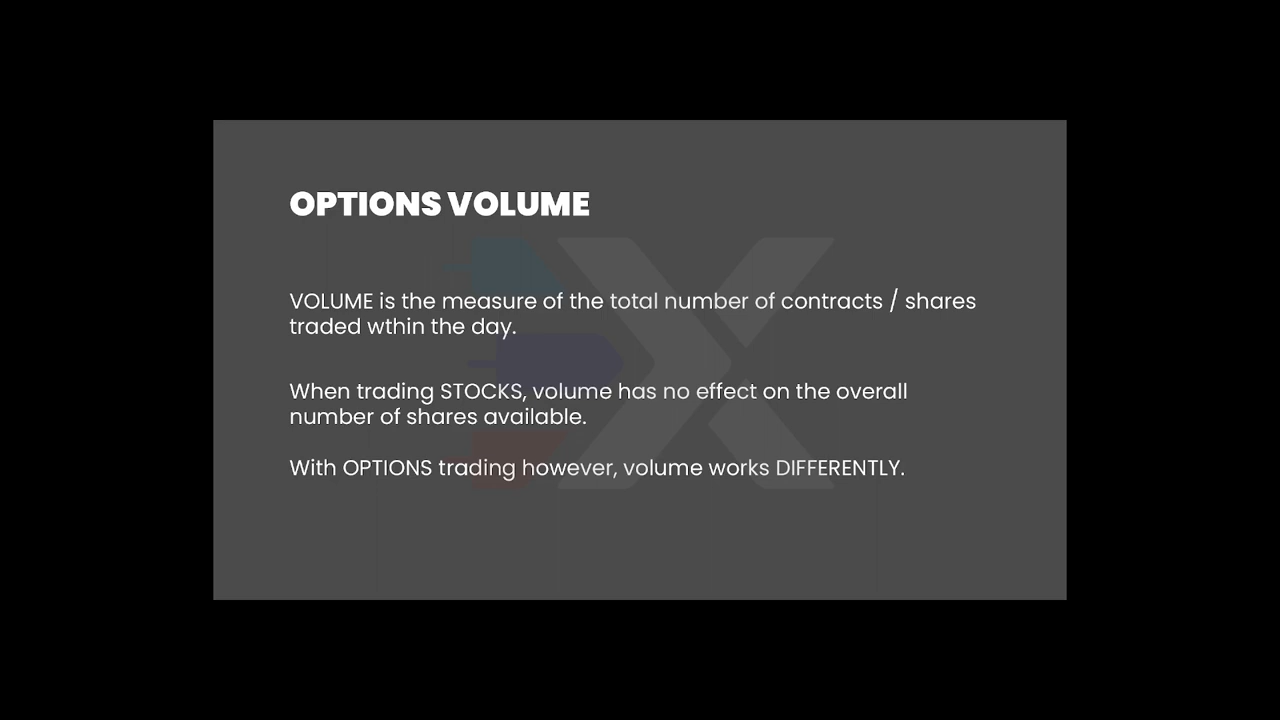 OPTIONS VOLUME
VOLUME is the measure of the total number of contracts / shares
traded wthin the day.
When trading STOCKS, volume has no effect on the overall
number of shares available.
With OPTIONS trading however, volume works DIFFERENTLY.